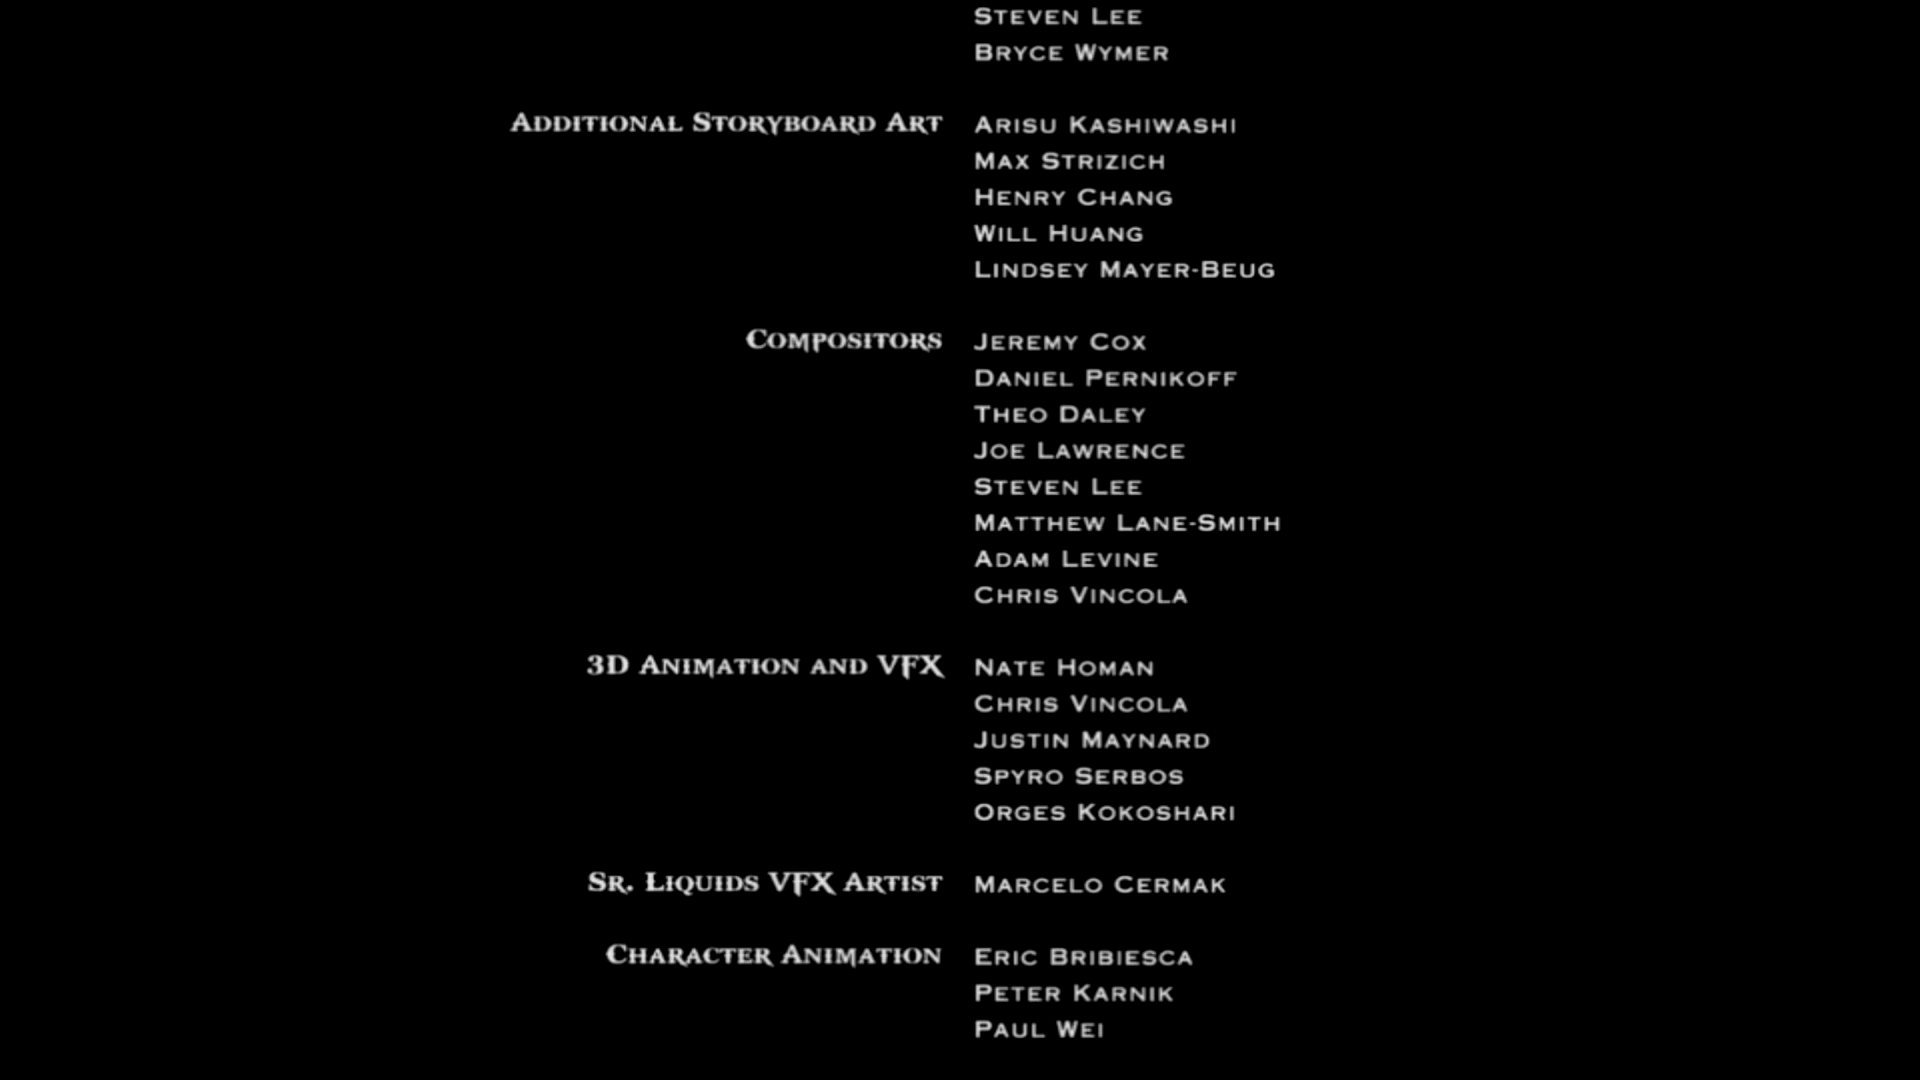 Steven Lee
Bryce Wymer
Additional Storyboard Art Arisu Kashiwashi
Max Strizich
Henry Chang
Will Huang
Lindsey Mayer-Beug
Compositors Jeremy Cox
Daniel Pernikoff
Theo Daley
Joe Lawrence
Steven Lee
Matthew Lane-Smith
Adam Levine
Chris Vincola
3D Animation and VFX Nate Homan
Chris Vincola
Justin Maynard
Spyro Serbos
Orges Kokoshari
Sr. Liquids VFX Artist Marcelo Cermak
Character Animation Eric Bribiesca
Peter Karnik
Paul Wei